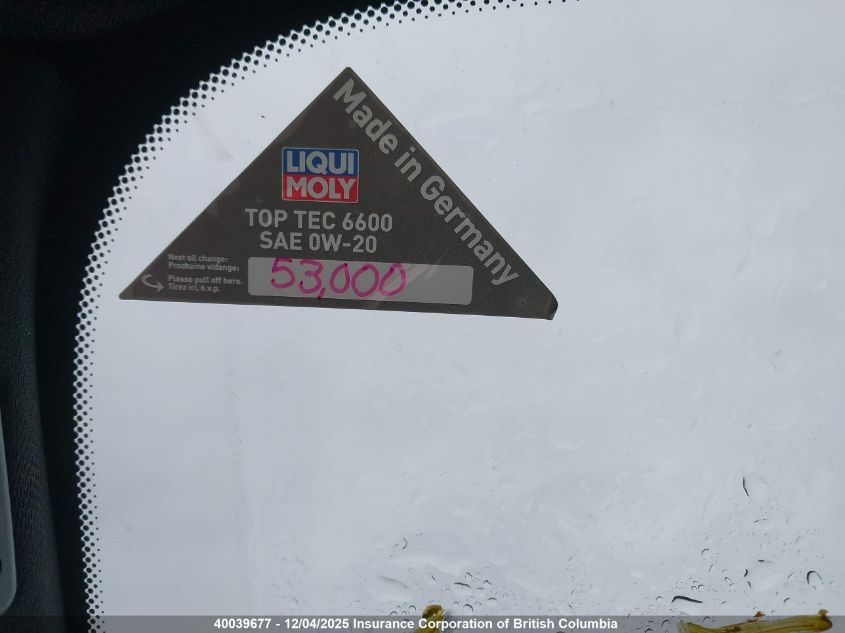 Made in Germany
LIQUI
MOLY
TOP TEC 6600
SAE 0W-20
Next oil change:
Prochaine vidange:
53,000
Please pull off here.
Tirez ici, s.v.p.
40039677 - 12/04/2025 Insurance Corporation of British Columbia